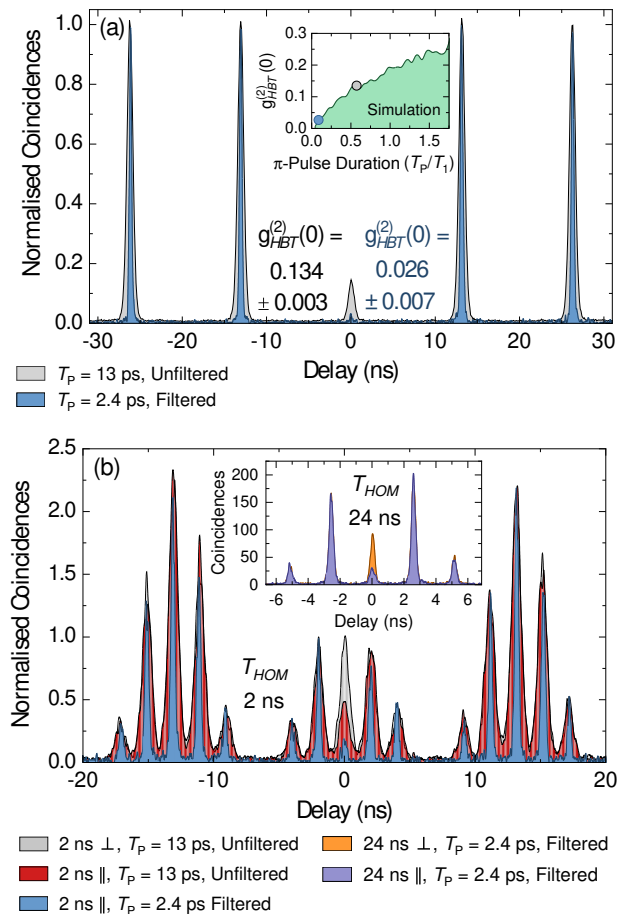 (a)
Normalised Coincidences
1.0
0.8
0.6
0.4
0.2
0.0
-30 -20 -10 0 10 20 30
Delay (ns)
g(2)HBT(0)
0.3
0.2
0.1
0.0
0.0 0.5 1.0 1.5
Simulation
π-Pulse Duration (TP/T1)
g(2)HBT(0) = g(2)HBT(0) =
0.134 0.026
± 0.003 ± 0.007
TP = 13 ps, Unfiltered
TP = 2.4 ps, Filtered
(b)
Normalised Coincidences
2.5
2.0
1.5
1.0
0.5
0.0
-20 -10 0 10 20
Delay (ns)
Coincidences
200
150
100
50
0
-6 -4 -2 0 2 4 6
Delay (ns)
THOM
24 ns
THOM
2 ns
2 ns ⊥, TP = 13 ps, Unfiltered
2 ns ||, TP = 13 ps, Unfiltered
2 ns ||, TP = 2.4 ps Filtered
24 ns ⊥, TP = 2.4 ps, Filtered
24 ns ||, TP = 2.4 ps, Filtered